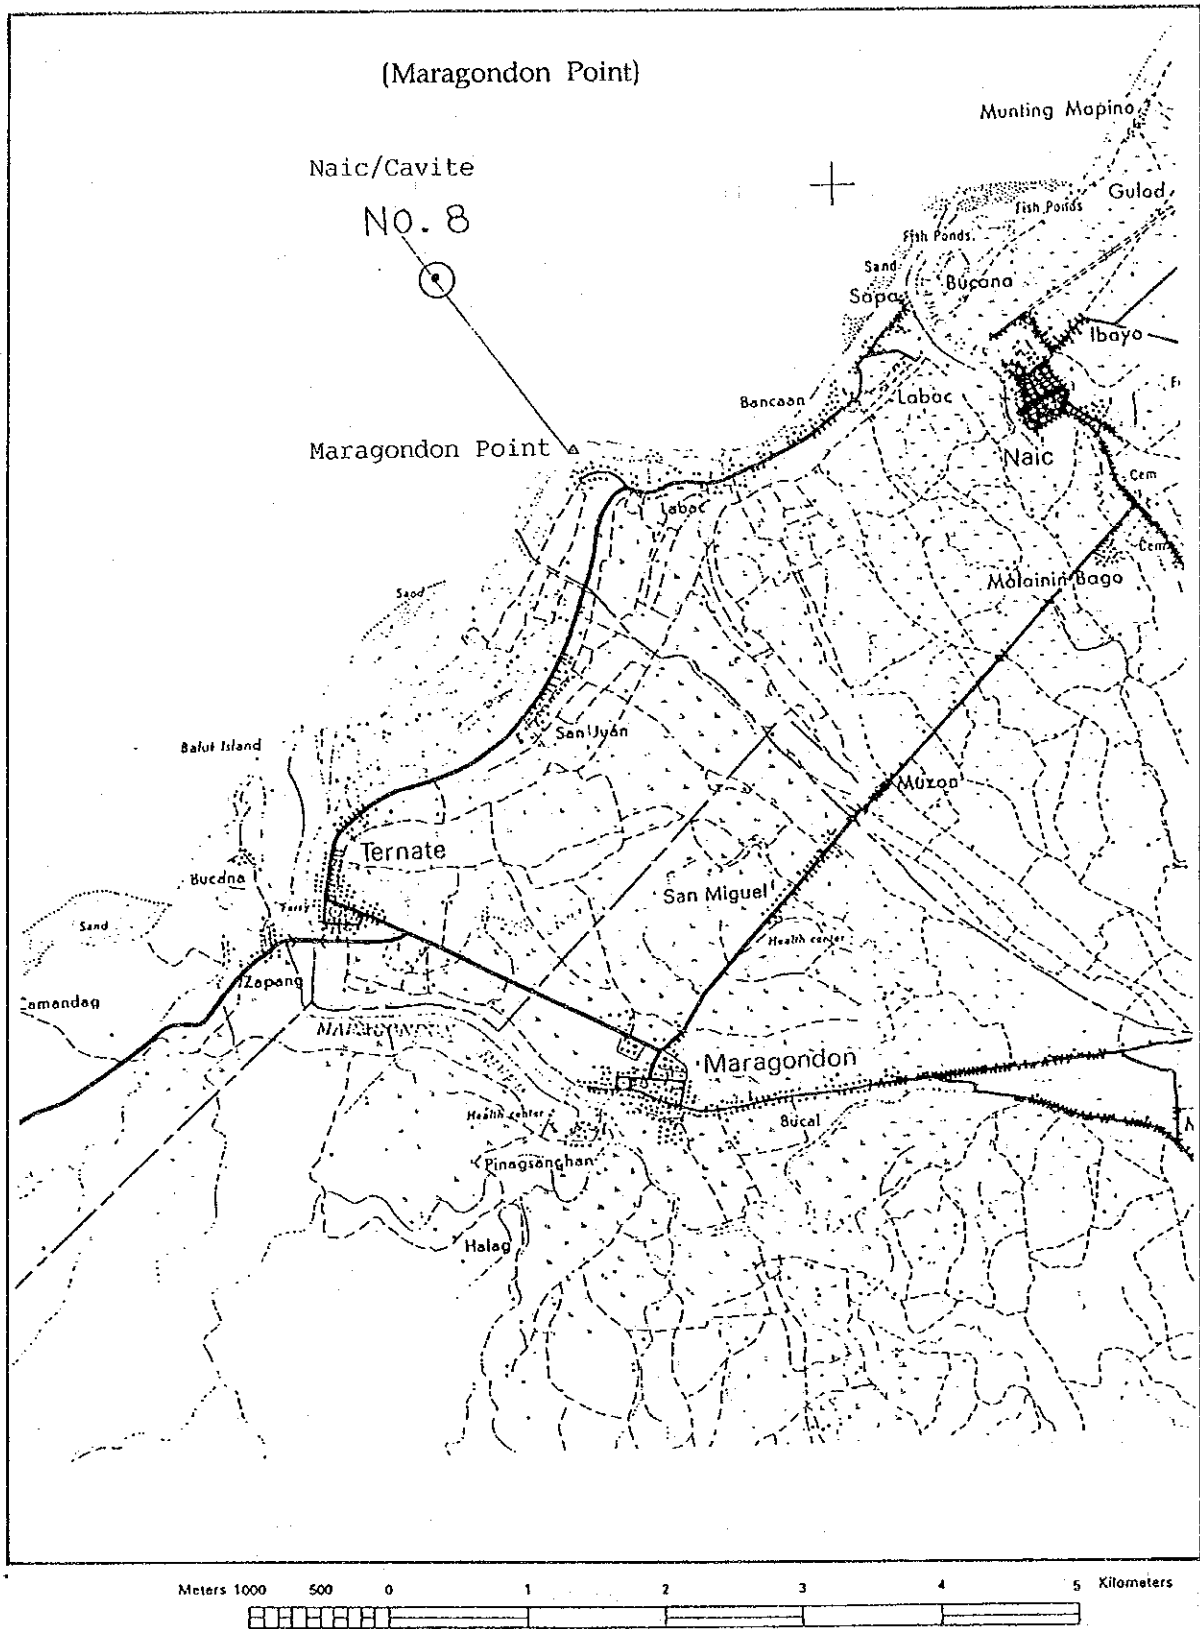 (Maragondon Point)
Munting Mapino
Naic/Cavite
Gulod
No. 8
Fish Ponds
Fish Ponds
Sand
Bucana
Sapa
Ibayo
Labac
Bancaan
Maragondon Point
Naic
Cem
Labac
Cem
Molainin Bago
Sand
San Juan
Balut Island
Muzon
Ternate
Bucana
San Miguel
Ferry
Sand
Health center
Zapang
MARAGONDON
RIVER
Maragondon
Health center
Bucal
Pinagsanghan
Halag
Meters 1000 500 0 1 2 3 4 5 Kilometers